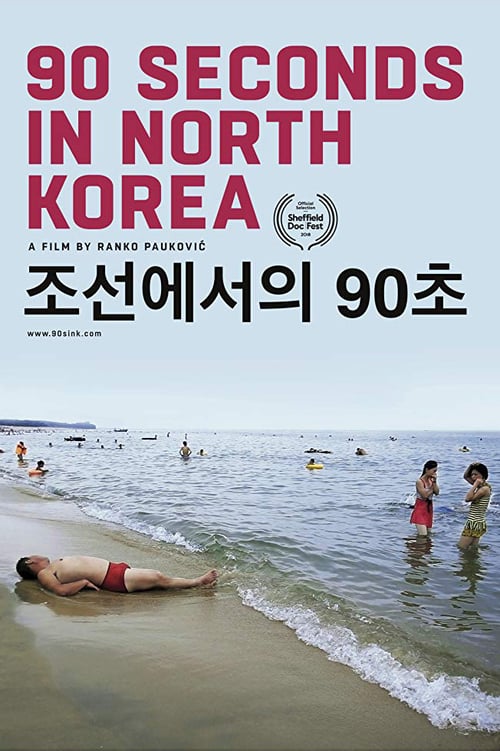 90 SECONDS
IN NORTH
KOREA
Official
Selection
Sheffield
Doc|Fest
2018
A FILM BY RANKO PAUKOVIĆ
조선에서의 90초
www.90sink.com